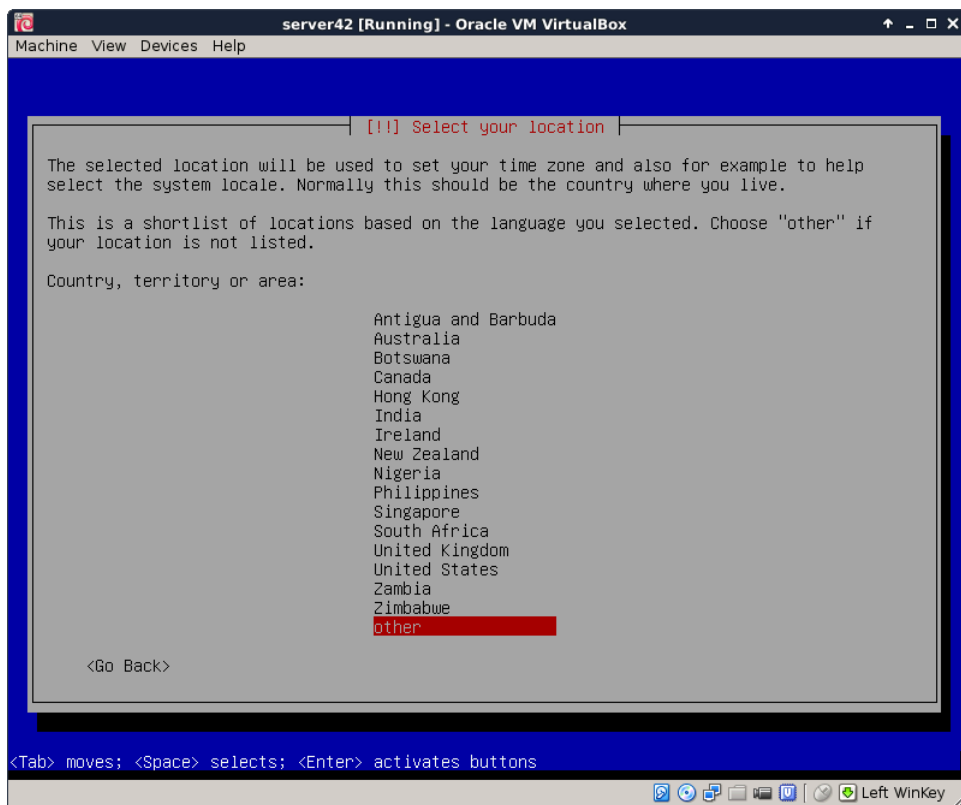 server42 [Running] - Oracle VM VirtualBox
Machine View Devices Help
[!!] Select your location
The selected location will be used to set your time zone and also for example to help
select the system locale. Normally this should be the country where you live.
This is a shortlist of locations based on the language you selected. Choose "other" if
your location is not listed.
Country, territory or area:
Antigua and Barbuda
Australia
Botswana
Canada
Hong Kong
India
Ireland
New Zealand
Nigeria
Philippines
Singapore
South Africa
United Kingdom
United States
Zambia
Zimbabwe
other
<Go Back>
<Tab> moves; <Space> selects; <Enter> activates buttons
Left WinKey